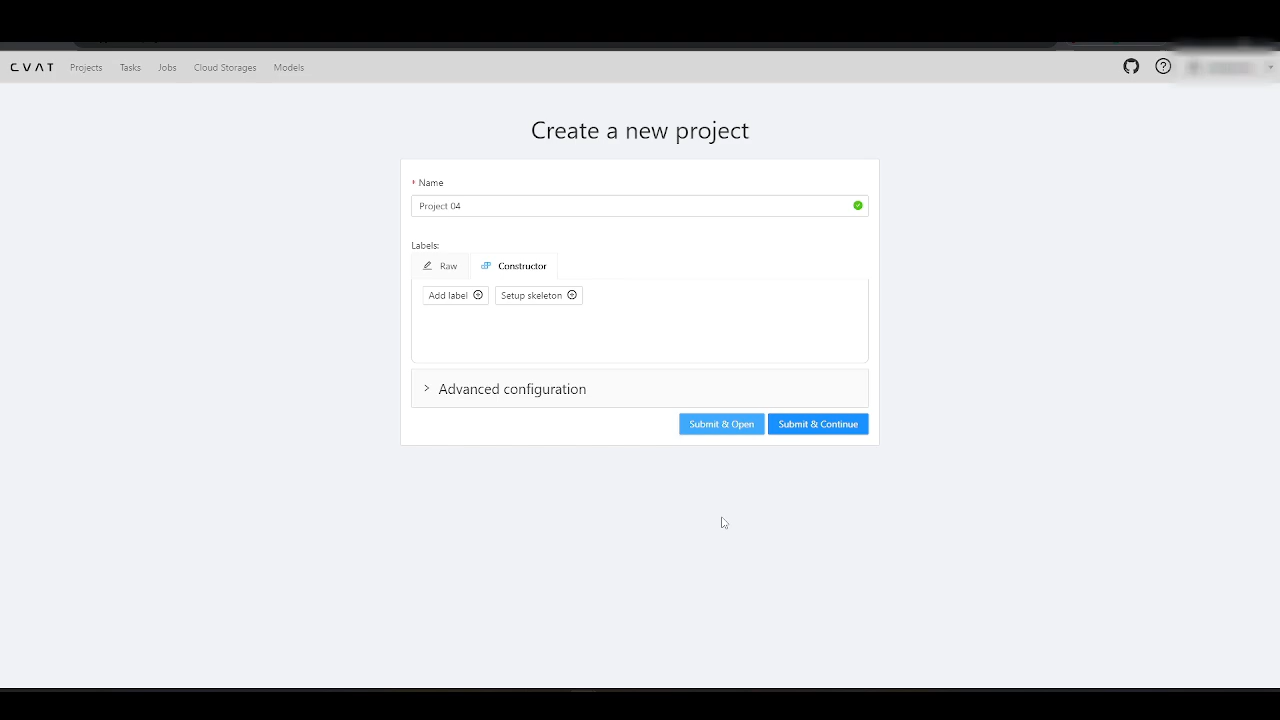 CVAT Projects Tasks Jobs Cloud Storages Models
Create a new project
* Name
Project 04
Labels:
Raw Constructor
Add label Setup skeleton
> Advanced configuration
Submit & Open Submit & Continue